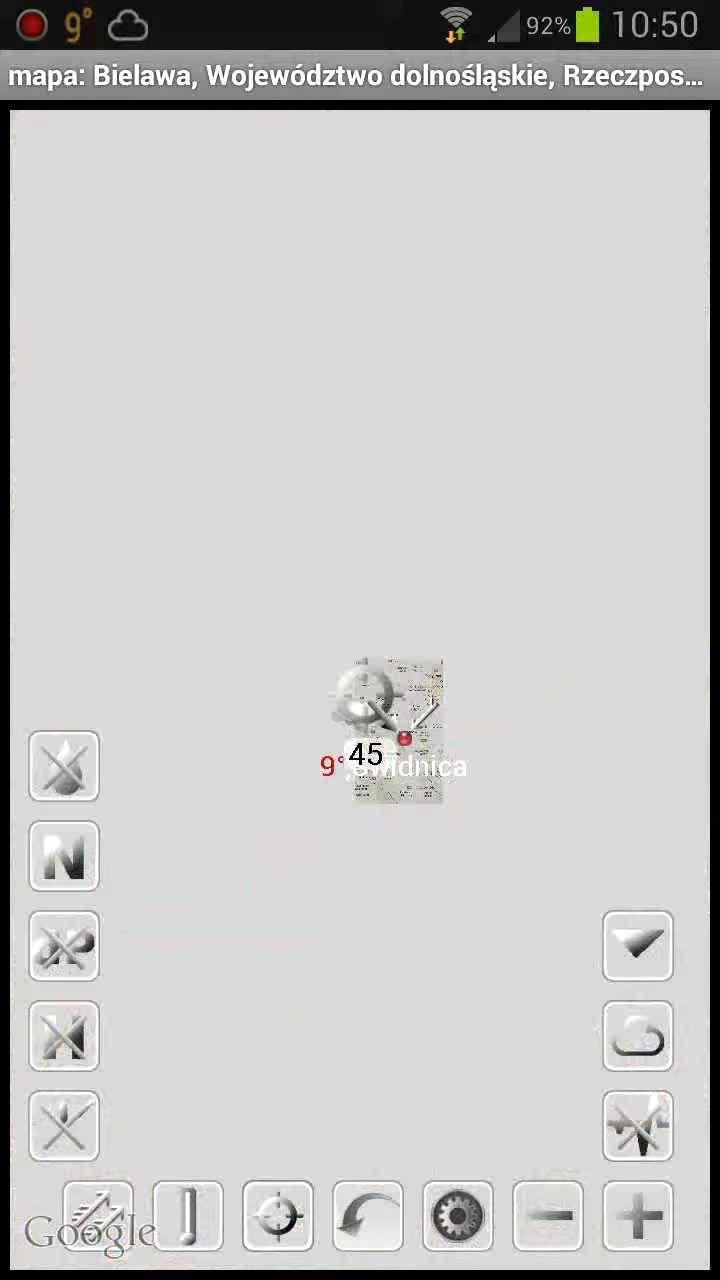 9° 92% 10:50
mapa: Bielawa, Województwo dolnośląskie, Rzeczpos...
45
9°, Świdnica
N
Google